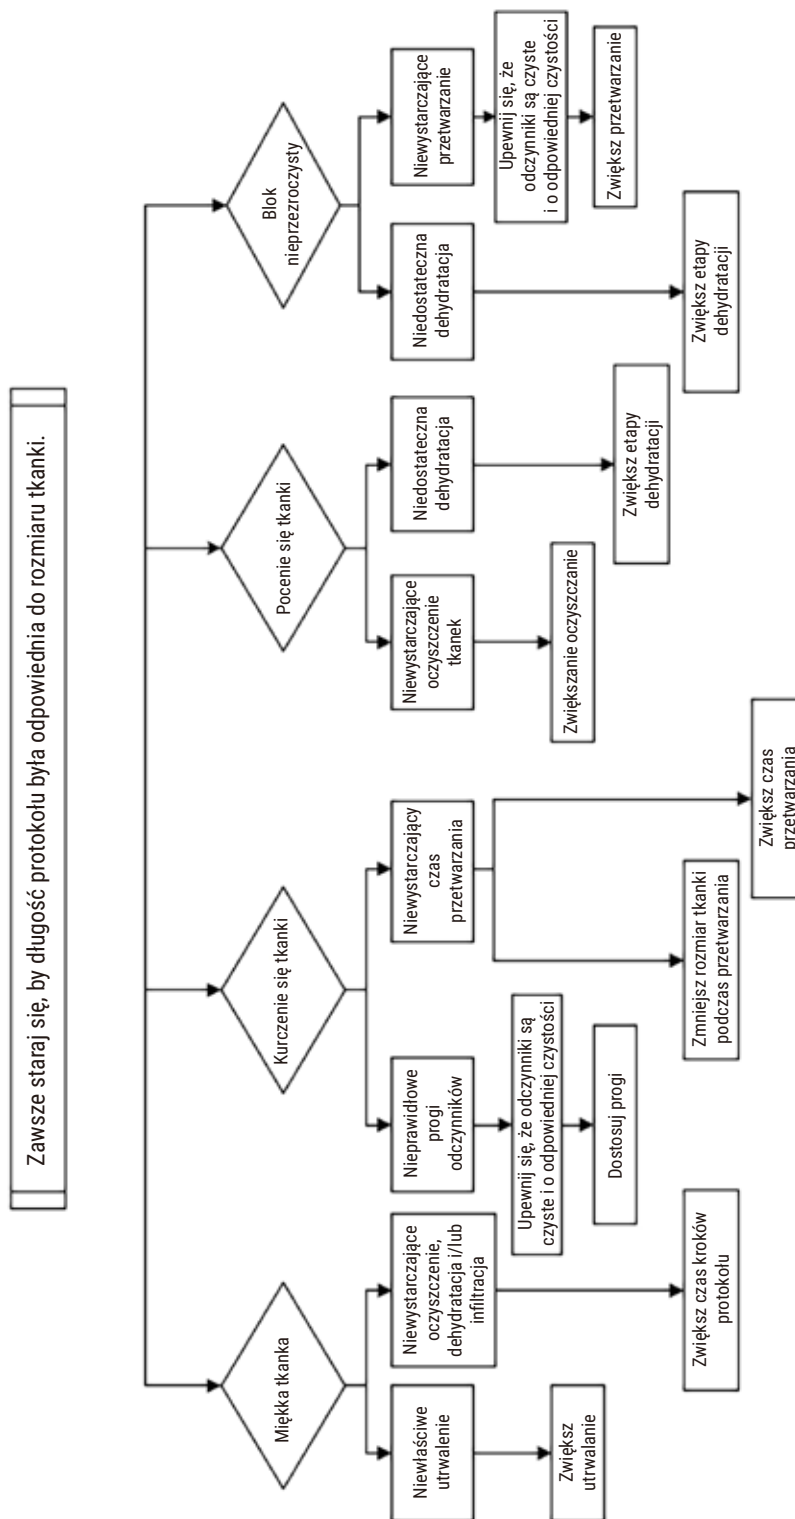 Zawsze staraj się, by długość protokołu była odpowiednia do rozmiaru tkanki.
Miękka tkanka
Niewłaściwe
utrwalenie
Zwiększ
utrwalanie
Niewystarczające
oczyszczenie,
dehydratacja i/lub
infiltracja
Zwiększ czas kroków
protokołu
Kurczenie się tkanki
Nieprawidłowe
progi
odczynników
Upewnij się, że odczynniki są
czyste i o odpowiedniej czystości
Dostosuj progi
Niewystarczający
czas
przetwarzania
Zmniejsz rozmiar tkanki
podczas przetwarzania
Zwiększ czas
przetwarzania
Pocenie się tkanki
Niewystarczające
oczyszczenie
tkanek
Zwiększanie oczyszczanie
Niedostateczna
dehydratacja
Zwiększ etapy
dehydratacji
Blok
nieprzezroczysty
Niedostateczna
dehydratacja
Zwiększ etapy
dehydratacji
Niewystarczające
przetwarzanie
Upewnij się, że
odczynniki są czyste
i o odpowiedniej czystości
Zwiększ przetwarzanie